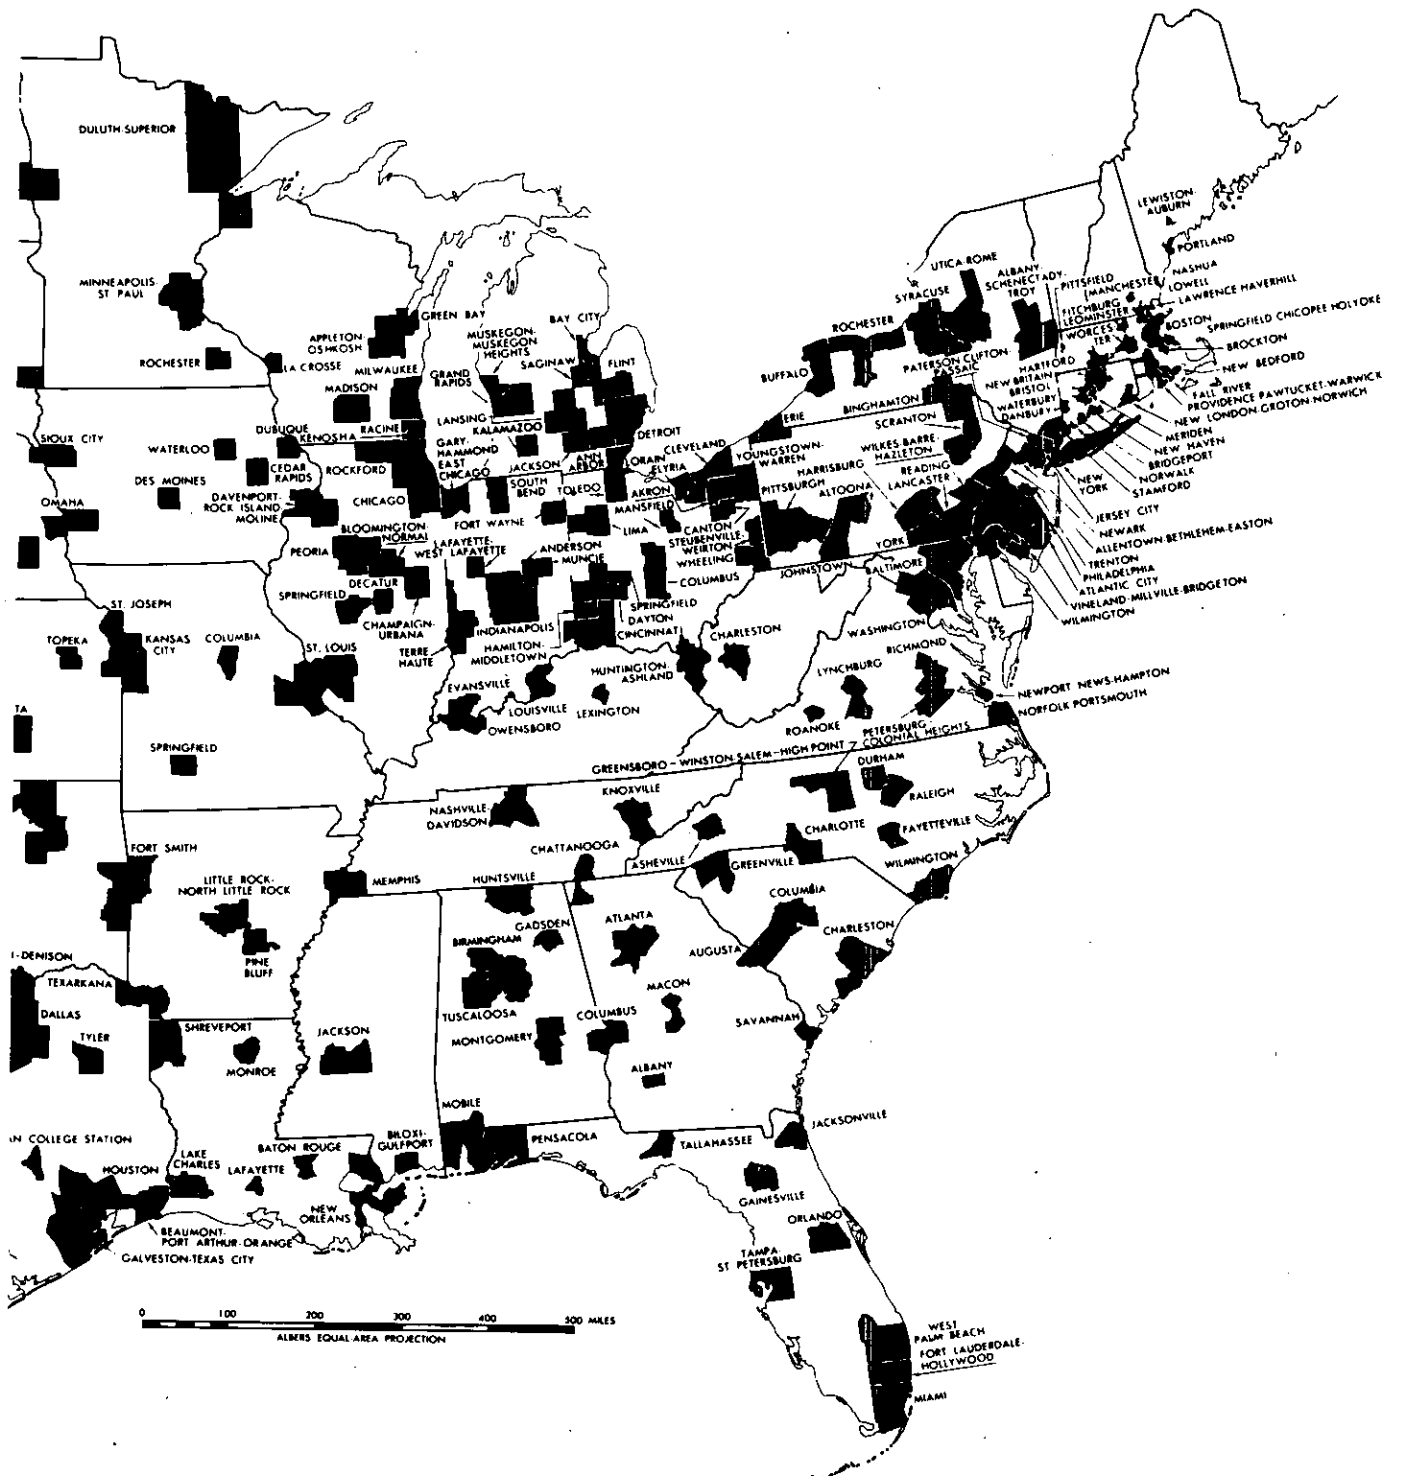 DULUTH-SUPERIOR
MINNEAPOLIS-
ST PAUL
ROCHESTER
LA CROSSE
APPLETON-
OSHKOSH
GREEN BAY
MILWAUKEE
MADISON
RACINE
KENOSHA
MUSKEGON-
MUSKEGON
HEIGHTS
GRAND
RAPIDS
BAY CITY
SAGINAW
FLINT
LANSING
KALAMAZOO
DETROIT
JACKSON
ANN
ARBOR
SIOUX CITY
WATERLOO
DUBUQUE
CEDAR
RAPIDS
DES MOINES
DAVENPORT-
ROCK ISLAND-
MOLINE
OMAHA
ROCKFORD
CHICAGO
GARY-
HAMMOND-
EAST
CHICAGO
SOUTH
BEND
FORT WAYNE
TOLEDO
LIMA
LORAIN-
ELYRIA
CLEVELAND
AKRON
MANSFIELD
CANTON
YOUNGSTOWN-
WARREN
ERIE
STEUBENVILLE-
WEIRTON
WHEELING
COLUMBUS
SPRINGFIELD
DAYTON
CINCINNATI
HAMILTON-
MIDDLETOWN
BLOOMINGTON-
NORMAL
PEORIA
LAFAYETTE-
WEST LAFAYETTE
ANDERSON
MUNCIE
INDIANAPOLIS
DECATUR
SPRINGFIELD
CHAMPAIGN-
URBANA
TERRE
HAUTE
EVANSVILLE
LOUISVILLE
OWENSBORO
LEXINGTON
HUNTINGTON-
ASHLAND
CHARLESTON
ST. JOSEPH
TOPEKA
KANSAS
CITY
COLUMBIA
ST. LOUIS
TA
SPRINGFIELD
BUFFALO
ROCHESTER
SYRACUSE
UTICA-ROME
ALBANY-
SCHENECTADY-
TROY
BINGHAMTON
SCRANTON
WILKES-BARRE-
HAZLETON
PATERSON-CLIFTON-
PASSAIC
HARRISBURG
READING
LANCASTER
PITTSBURGH
ALTOONA
JOHNSTOWN
YORK
BALTIMORE
WASHINGTON
LEWISTON-
AUBURN
PORTLAND
NASHUA
LOWELL
LAWRENCE HAVERHILL
PITTSFIELD
MANCHESTER
FITCHBURG
LEOMINSTER
WORCES-
TER
BOSTON
SPRINGFIELD CHICOPEE HOLYOKE
BROCKTON
NEW BEDFORD
FALL
RIVER
PROVIDENCE PAWTUCKET-WARWICK
NEW LONDON-GROTON-NORWICH
HARTFORD
NEW BRITAIN
BRISTOL
WATERBURY
DANBURY
MERIDEN
NEW HAVEN
BRIDGEPORT
NORWALK
STAMFORD
NEW
YORK
JERSEY CITY
NEWARK
ALLENTOWN-BETHLEHEM-EASTON
TRENTON
PHILADELPHIA
ATLANTIC CITY
VINELAND-MILLVILLE-BRIDGETON
WILMINGTON
RICHMOND
LYNCHBURG
ROANOKE
PETERSBURG-
COLONIAL HEIGHTS
NEWPORT NEWS-HAMPTON
NORFOLK PORTSMOUTH
GREENSBORO – WINSTON-SALEM – HIGH POINT
DURHAM
RALEIGH
FAYETTEVILLE
CHARLOTTE
WILMINGTON
ASHEVILLE
GREENVILLE
NASHVILLE-
DAVIDSON
KNOXVILLE
CHATTANOOGA
MEMPHIS
HUNTSVILLE
FORT SMITH
LITTLE ROCK-
NORTH LITTLE ROCK
PINE
BLUFF
GADSDEN
BIRMINGHAM
TUSCALOOSA
MONTGOMERY
ATLANTA
MACON
COLUMBUS
ALBANY
AUGUSTA
COLUMBIA
CHARLESTON
SAVANNAH
I-DENISON
TEXARKANA
DALLAS
TYLER
SHREVEPORT
MONROE
JACKSON
MOBILE
BILOXI-
GULFPORT
PENSACOLA
TALLAHASSEE
JACKSONVILLE
AN COLLEGE STATION
HOUSTON
LAKE
CHARLES
LAFAYETTE
BATON ROUGE
NEW
ORLEANS
BEAUMONT-
PORT ARTHUR-ORANGE
GALVESTON-TEXAS CITY
GAINESVILLE
ORLANDO
TAMPA-
ST PETERSBURG
WEST
PALM BEACH
FORT LAUDERDALE-
HOLLYWOOD
MIAMI
0 100 200 300 400 500 MILES
ALBERS EQUAL-AREA PROJECTION